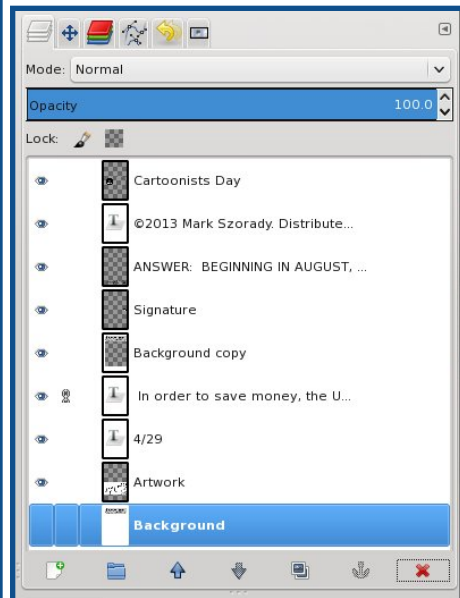 Mode: Normal
Opacity 100.0
Lock:
Cartoonists Day
©2013 Mark Szorady. Distribute...
ANSWER: BEGINNING IN AUGUST, ...
Signature
Background copy
In order to save money, the U...
4/29
Artwork
Background